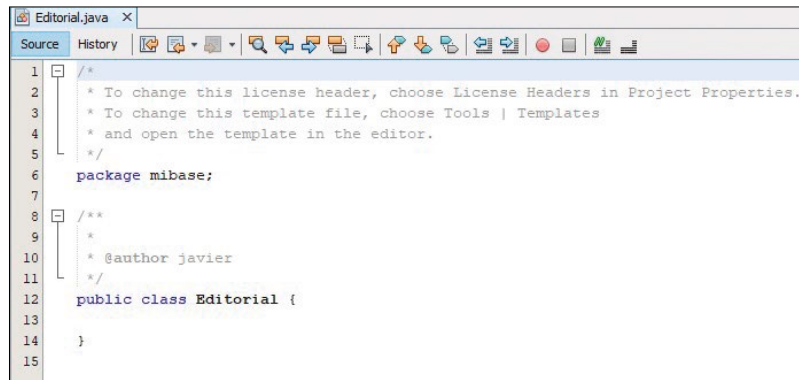 Editorial.java
Source History
1 /*
2 * To change this license header, choose License Headers in Project Properties.
3 * To change this template file, choose Tools | Templates
4 * and open the template in the editor.
5 */
6 package mibase;
7
8 /**
9 *
10 * @author javier
11 */
12 public class Editorial {
13
14 }
15